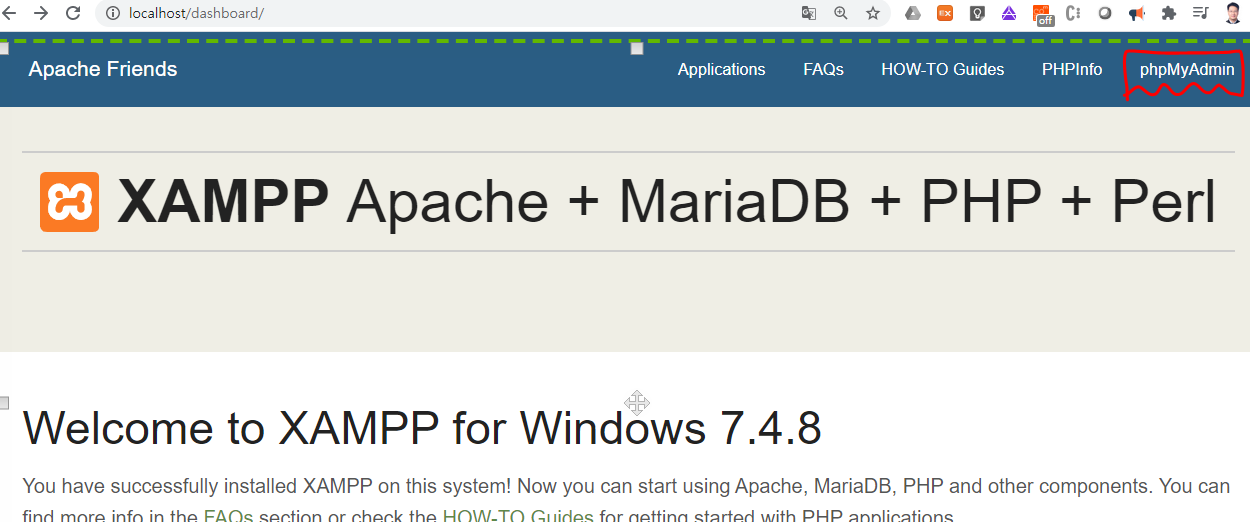 localhost/dashboard/
off
Apache Friends
Applications FAQs HOW-TO Guides PHPInfo phpMyAdmin
XAMPP Apache + MariaDB + PHP + Perl
Welcome to XAMPP for Windows 7.4.8
You have successfully installed XAMPP on this system! Now you can start using Apache, MariaDB, PHP and other components. You can
find more info in the FAQs section or check the HOW-TO Guides for getting started with PHP applications.